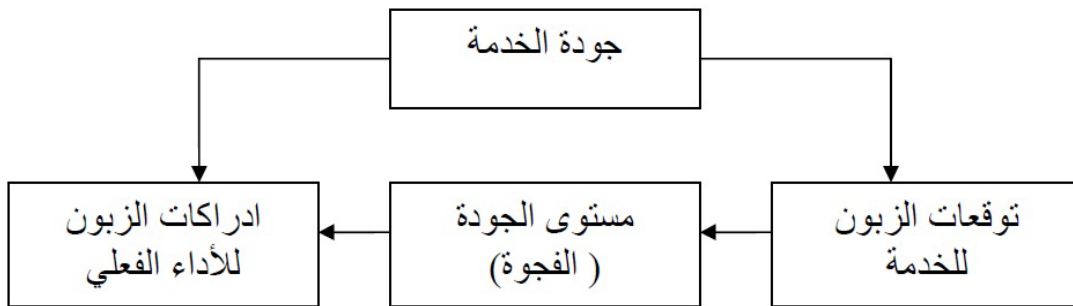 جودة الخدمة
توقعات الزبون
للخدمة
مستوى الجودة
( الفجوة)
ادراكات الزبون
للأداء الفعلي